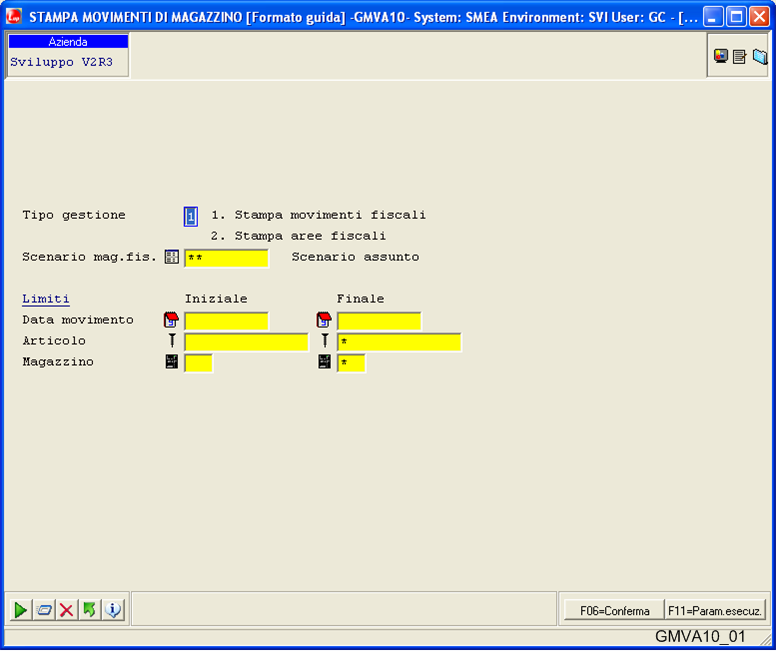 STAMPA MOVIMENTI DI MAGAZZINO [Formato guida] -GMVA10- System: SMEA Environment: SVI User: GC - [...
Azienda
Sviluppo V2R3
Tipo gestione 1 1. Stampa movimenti fiscali
2. Stampa aree fiscali
Scenario mag.fis. ** Scenario assunto
Limiti Iniziale Finale
Data movimento
Articolo *
Magazzino *
F06=Conferma F11=Param.esecuz.
GMVA10_01